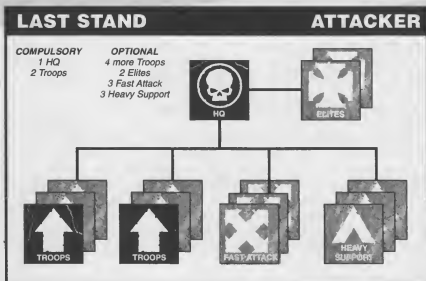 LAST STAND ATTACKER
COMPULSORY
1 HQ
2 Troops
OPTIONAL
4 more Troops
2 Elites
3 Fast Attack
3 Heavy Support
HQ
ELITES
TROOPS
TROOPS
FAST ATTACK
HEAVY
SUPPORT